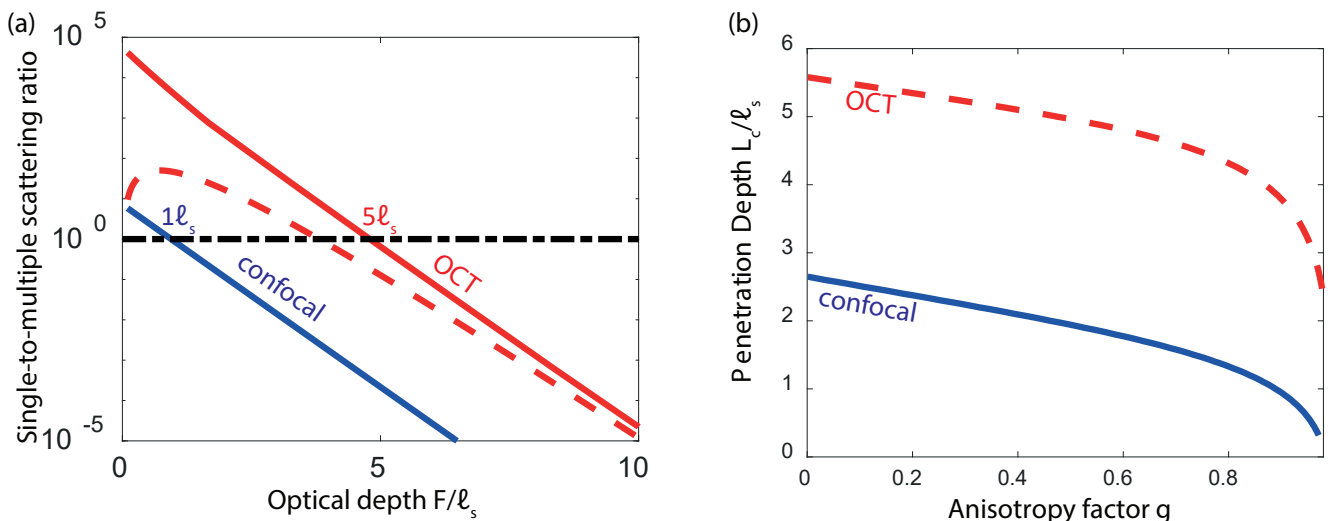 (a)
Single-to-multiple scattering ratio
10 5
10 0
10 -5
1ℓs
5ℓs
confocal
OCT
0
5
10
Optical depth F/ℓs
(b)
Penetration Depth Lc/ℓs
6
5
4
3
2
1
0
OCT
confocal
0
0.2
0.4
0.6
0.8
Anisotropy factor g